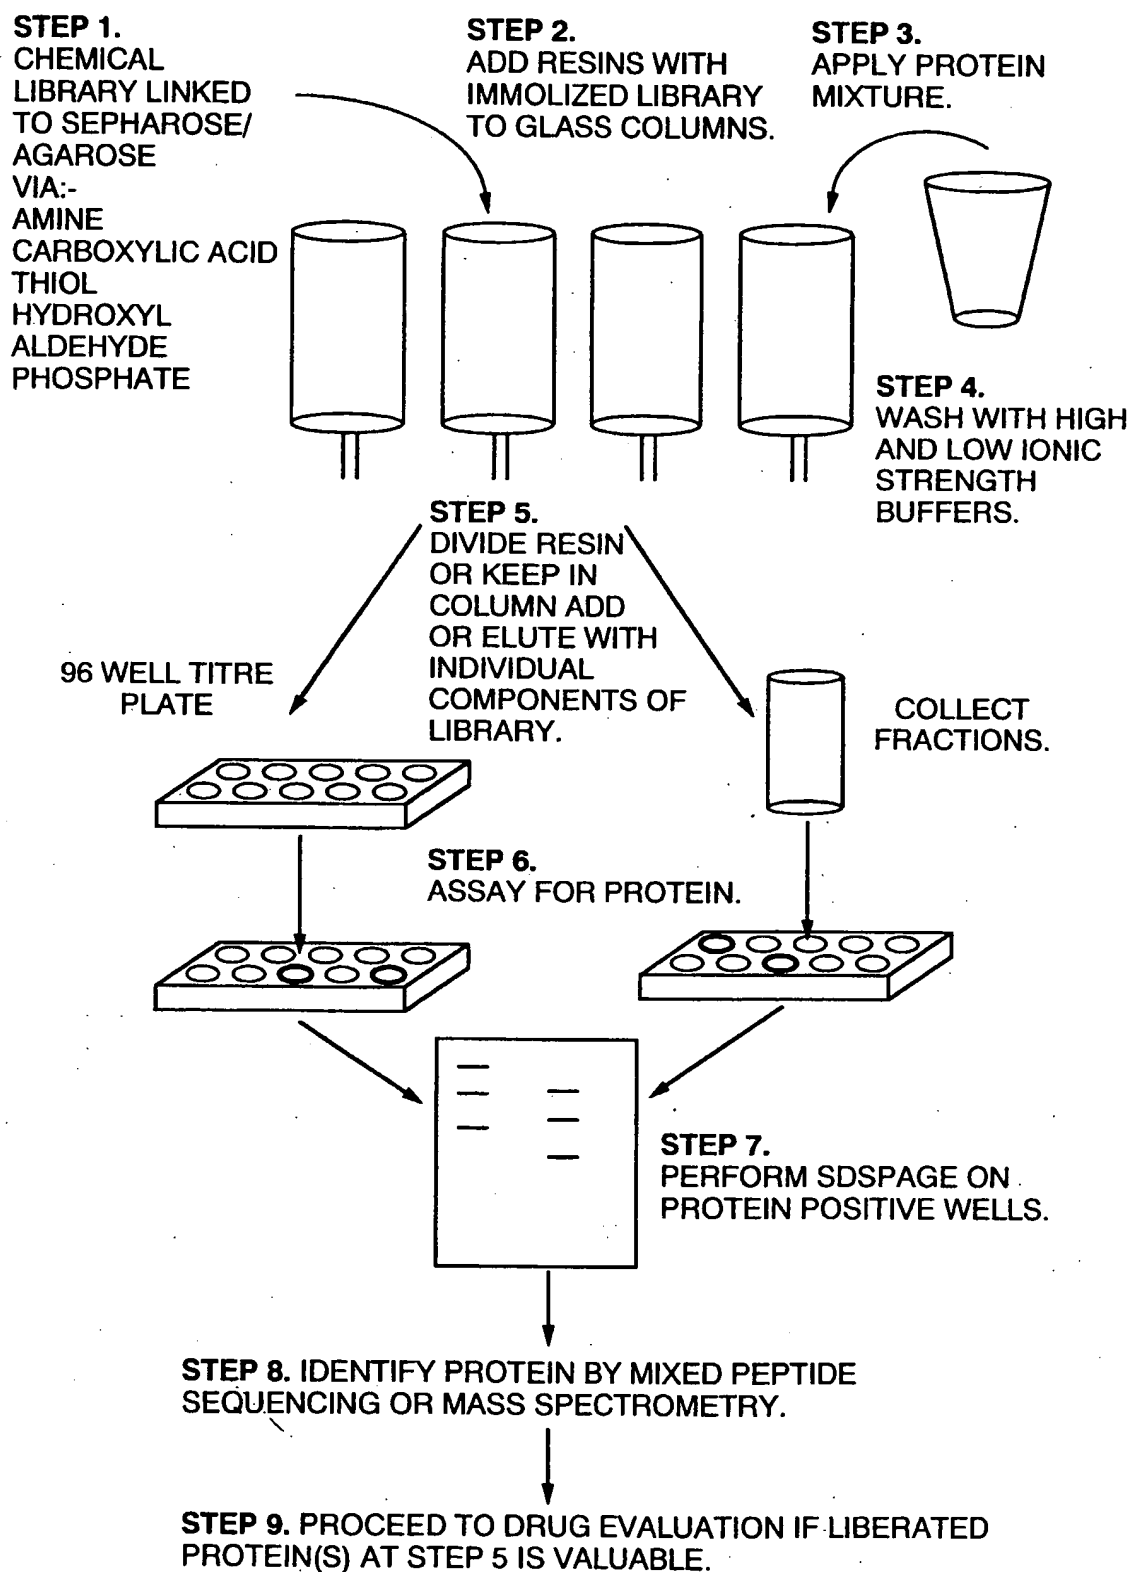 STEP 1.
CHEMICAL
LIBRARY LINKED
TO SEPHAROSE/
AGAROSE
VIA:-
AMINE
CARBOXYLIC ACID
THIOL
HYDROXYL
ALDEHYDE
PHOSPHATE
STEP 2.
ADD RESINS WITH
IMMOLIZED LIBRARY
TO GLASS COLUMNS.
STEP 3.
APPLY PROTEIN
MIXTURE.
STEP 4.
WASH WITH HIGH
AND LOW IONIC
STRENGTH
BUFFERS.
STEP 5.
DIVIDE RESIN
OR KEEP IN
COLUMN ADD
OR ELUTE WITH
INDIVIDUAL
COMPONENTS OF
LIBRARY.
96 WELL TITRE
PLATE
COLLECT
FRACTIONS.
STEP 6.
ASSAY FOR PROTEIN.
STEP 7.
PERFORM SDSPAGE ON
PROTEIN POSITIVE WELLS.
STEP 8. IDENTIFY PROTEIN BY MIXED PEPTIDE
SEQUENCING OR MASS SPECTROMETRY.
STEP 9. PROCEED TO DRUG EVALUATION IF LIBERATED
PROTEIN(S) AT STEP 5 IS VALUABLE.